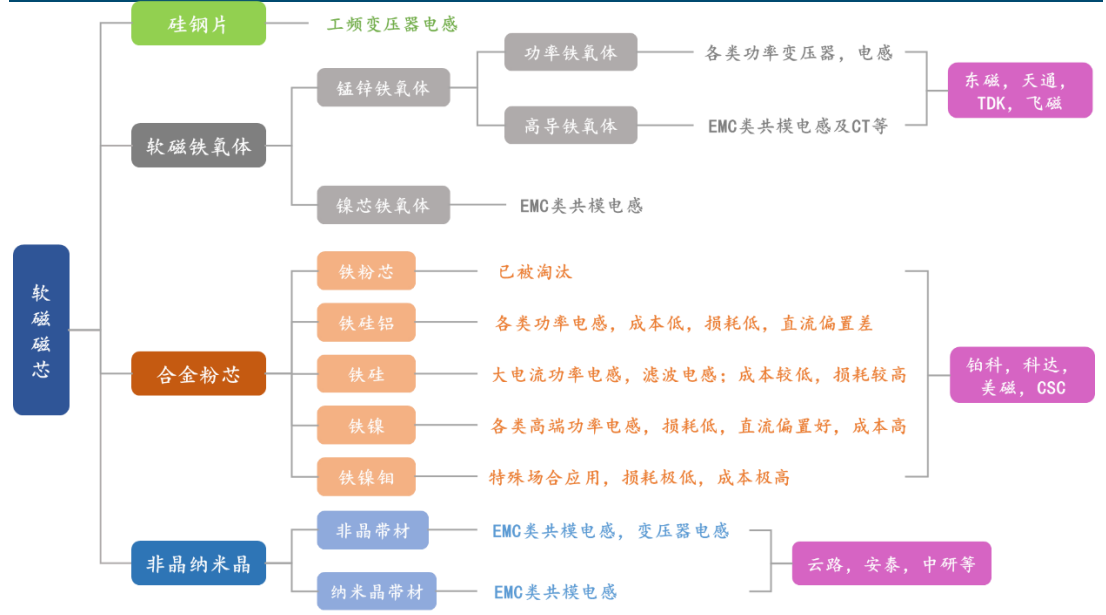 硅钢片
工频变压器电感
功率铁氧体
各类功率变压器，电感
锰锌铁氧体
东磁，天通，
TDK，飞磁
高导铁氧体
EMC类共模电感及CT等
软磁铁氧体
镍芯铁氧体
EMC类共模电感
软
磁
磁
芯
铁粉芯
已被淘汰
铁硅铝
各类功率电感，成本低，损耗低，直流偏置差
合金粉芯
铁硅
大电流功率电感，滤波电感；成本较低，损耗较高
铂科，科达，
美磁，CSC
铁镍
各类高端功率电感，损耗低，直流偏置好，成本高
铁镍钼
特殊场合应用，损耗极低，成本极高
非晶带材
EMC类共模电感，变压器电感
非晶纳米晶
云路，安泰，中研等
纳米晶带材
EMC类共模电感